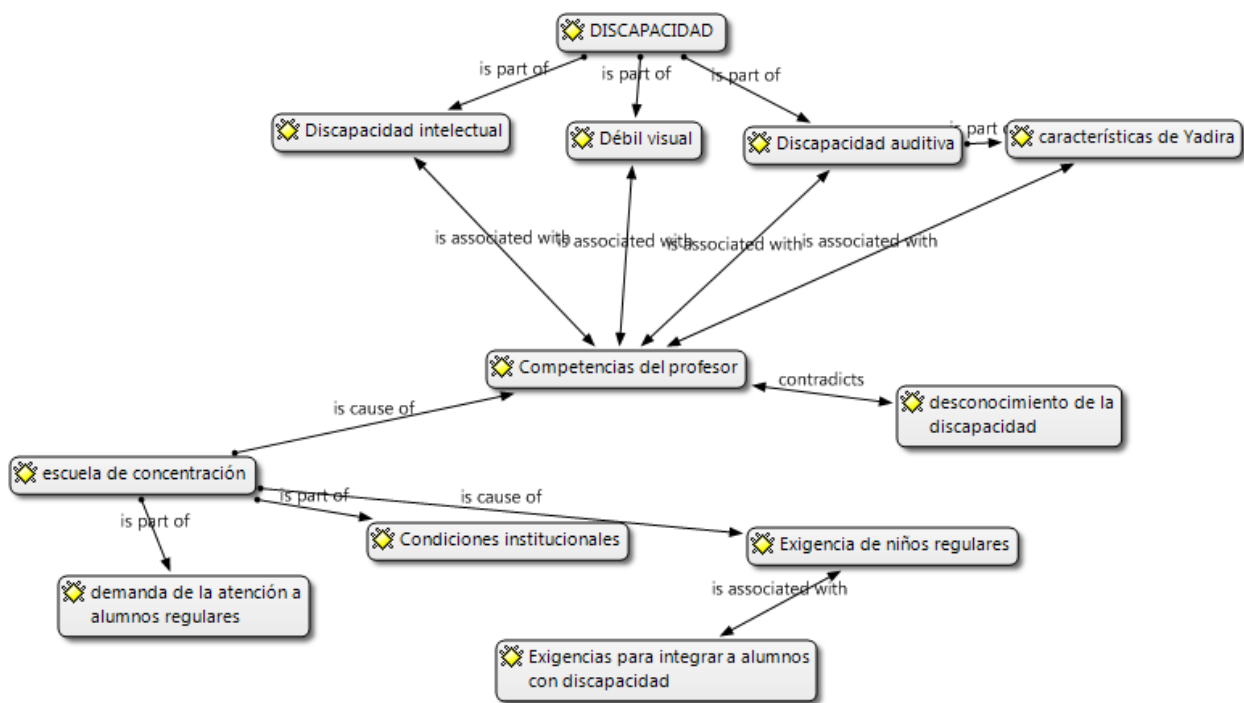 DISCAPACIDAD
is part of
is part of
is part of
Discapacidad intelectual
Débil visual
Discapacidad auditiva
is part o
características de Yadira
is associated with
is associated with
is associated with
is associated with
Competencias del profesor
contradicts
desconocimiento de la
discapacidad
is cause of
escuela de concentración
is part of
is part of
is cause of
Condiciones institucionales
Exigencia de niños regulares
demanda de la atención a
alumnos regulares
is associated with
Exigencias para integrar a alumnos
con discapacidad